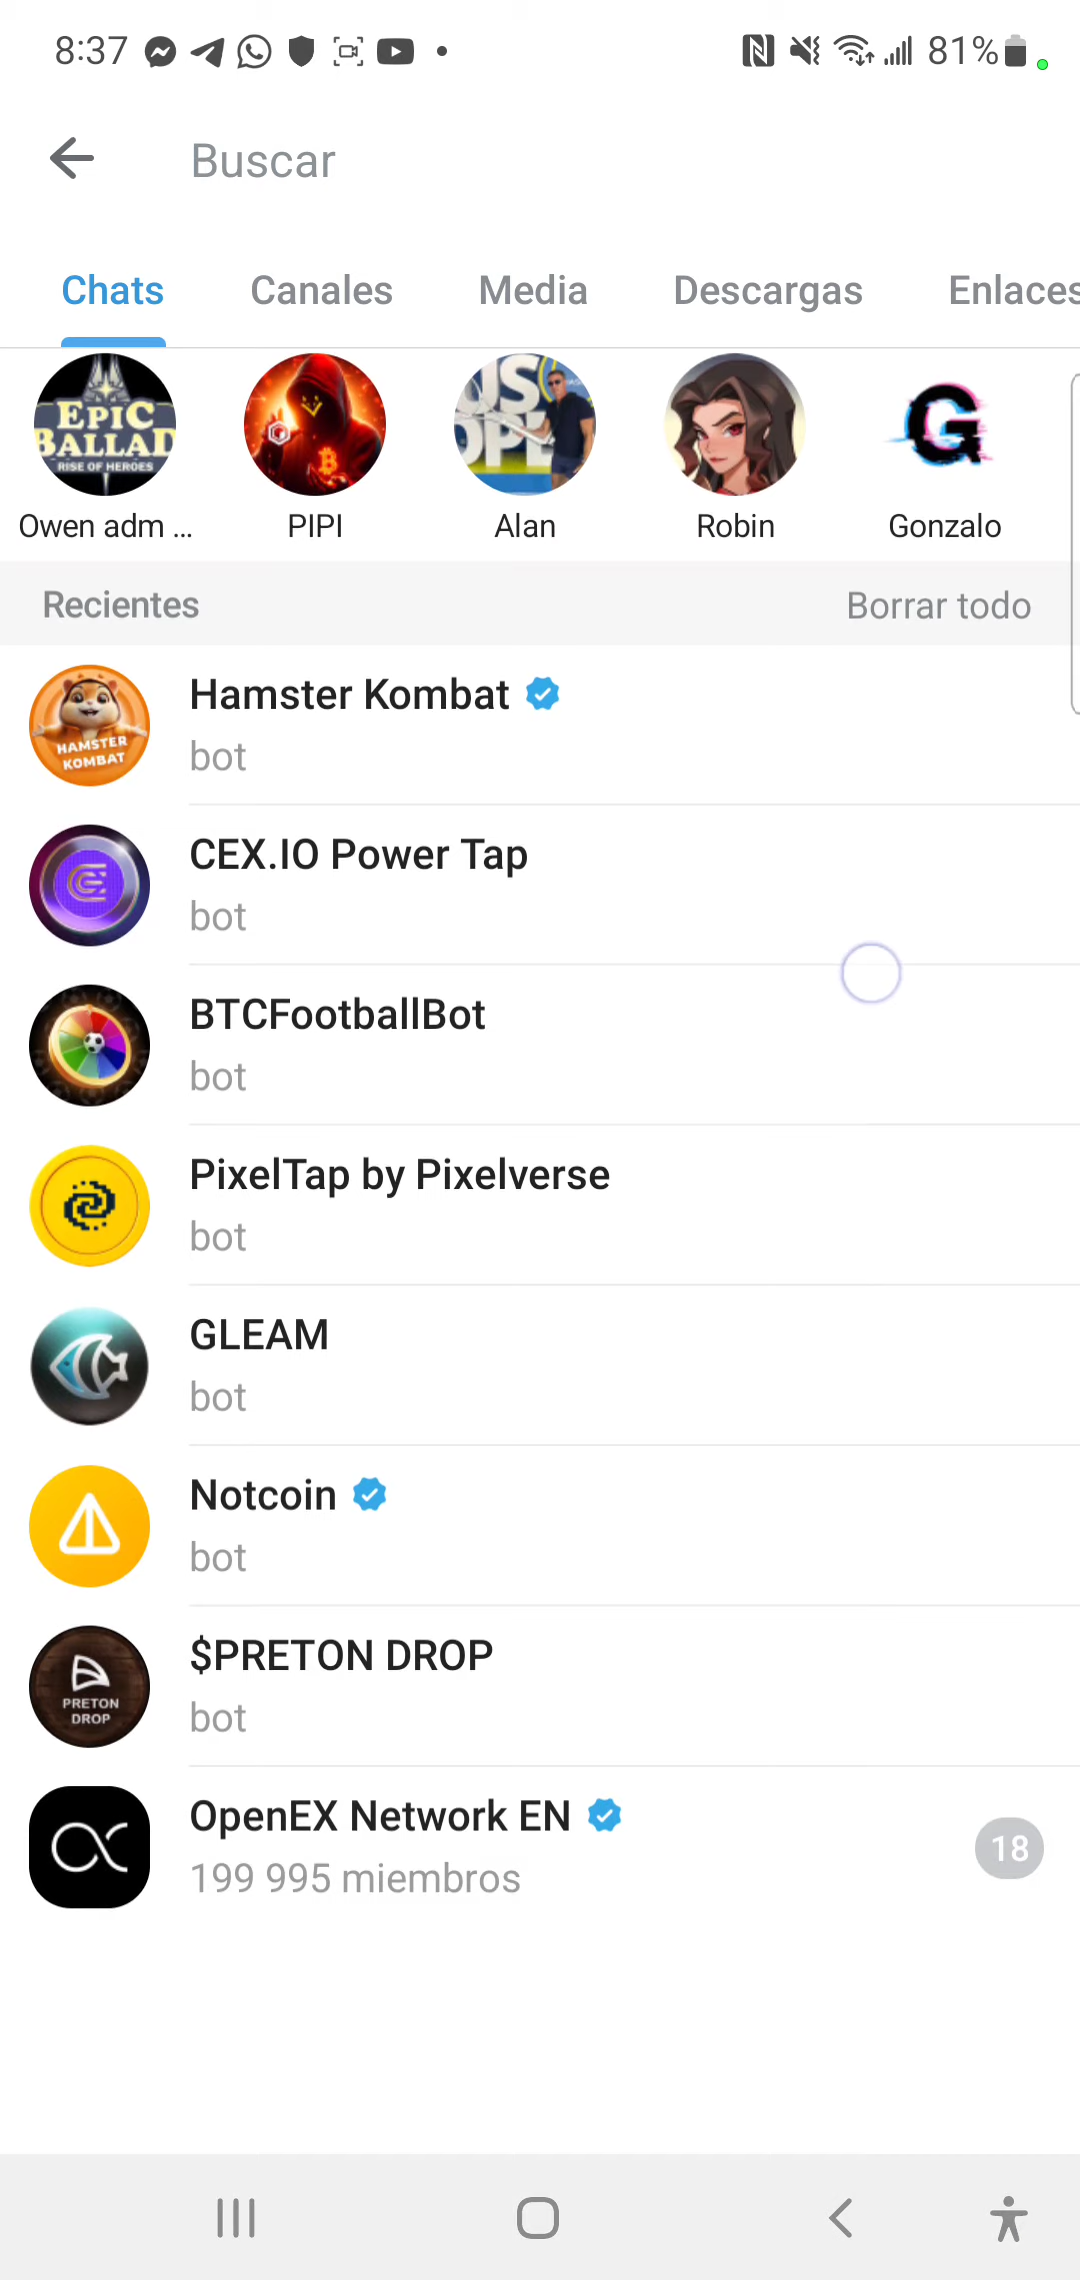 8:37 81%
Buscar
Chats Canales Media Descargas Enlaces
EPIC
BALLAD
RISE OF HEROES
Owen adm ... PIPI Alan Robin Gonzalo
Recientes Borrar todo
HAMSTER
KOMBAT
Hamster Kombat
bot
CEX.IO Power Tap
bot
BTCFootballBot
bot
PixelTap by Pixelverse
bot
GLEAM
bot
Notcoin
bot
PRETON
DROP
$PRETON DROP
bot
OpenEX Network EN
199 995 miembros
18